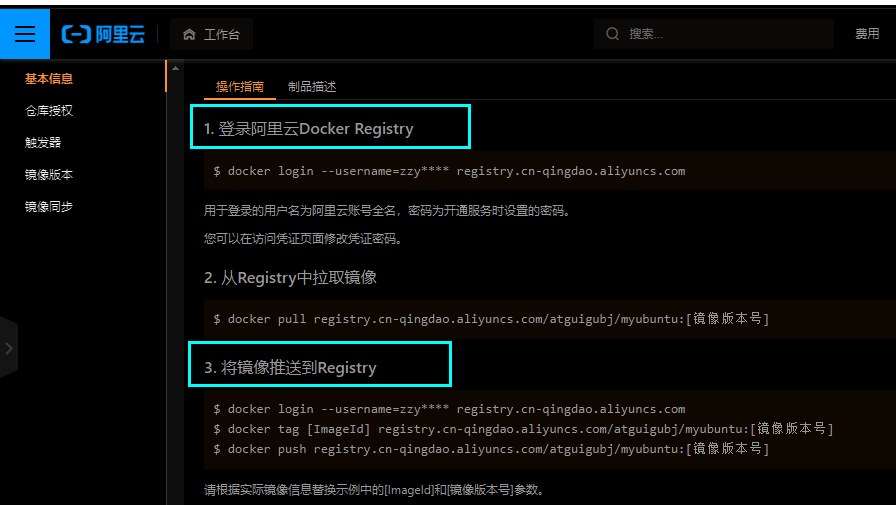 阿里云
工作台
搜索...
费用
基本信息
仓库授权
触发器
镜像版本
镜像同步
操作指南 制品描述
1. 登录阿里云Docker Registry
$ docker login --username=zzy**** registry.cn-qingdao.aliyuncs.com
用于登录的用户名为阿里云账号全名，密码为开通服务时设置的密码。
您可以在访问凭证页面修改凭证密码。
2. 从Registry中拉取镜像
$ docker pull registry.cn-qingdao.aliyuncs.com/atguigubj/myubuntu:[镜像版本号]
3. 将镜像推送到Registry
$ docker login --username=zzy**** registry.cn-qingdao.aliyuncs.com
$ docker tag [ImageId] registry.cn-qingdao.aliyuncs.com/atguigubj/myubuntu:[镜像版本号]
$ docker push registry.cn-qingdao.aliyuncs.com/atguigubj/myubuntu:[镜像版本号]
请根据实际镜像信息替换示例中的[ImageId]和[镜像版本号]参数。